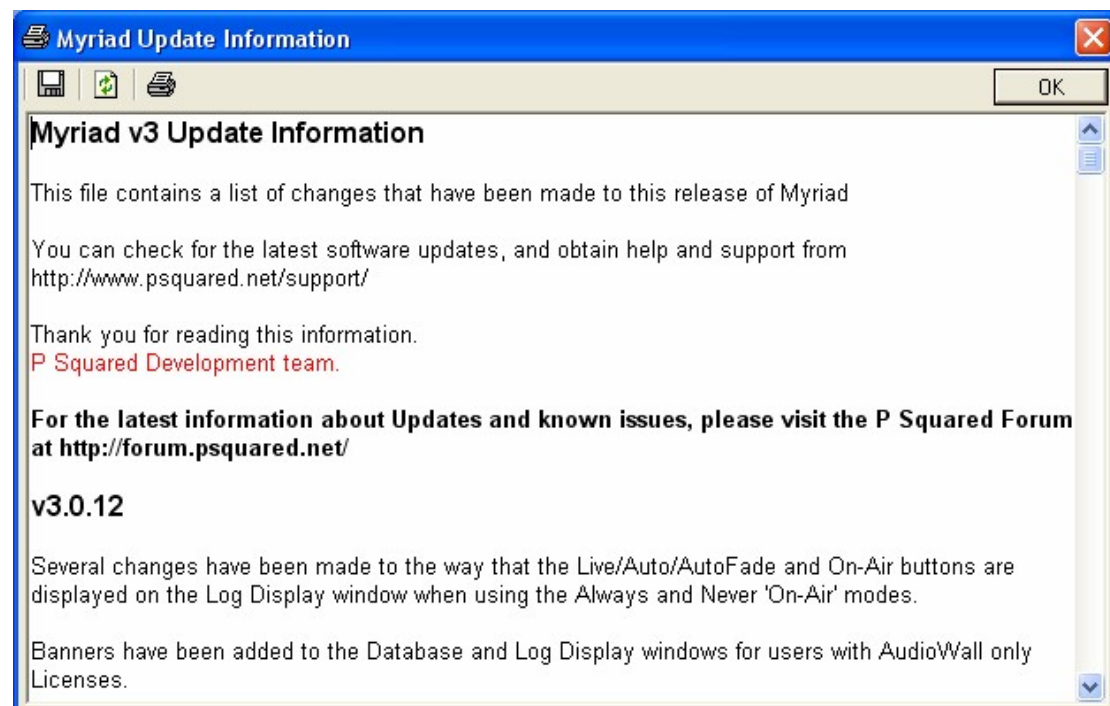 Myriad Update Information
OK
Myriad v3 Update Information
This file contains a list of changes that have been made to this release of Myriad
You can check for the latest software updates, and obtain help and support from
http://www.psquared.net/support/
Thank you for reading this information.
P Squared Development team.
For the latest information about Updates and known issues, please visit the P Squared Forum
at http://forum.psquared.net/
v3.0.12
Several changes have been made to the way that the Live/Auto/AutoFade and On-Air buttons are
displayed on the Log Display window when using the Always and Never 'On-Air' modes.
Banners have been added to the Database and Log Display windows for users with AudioWall only
Licenses.